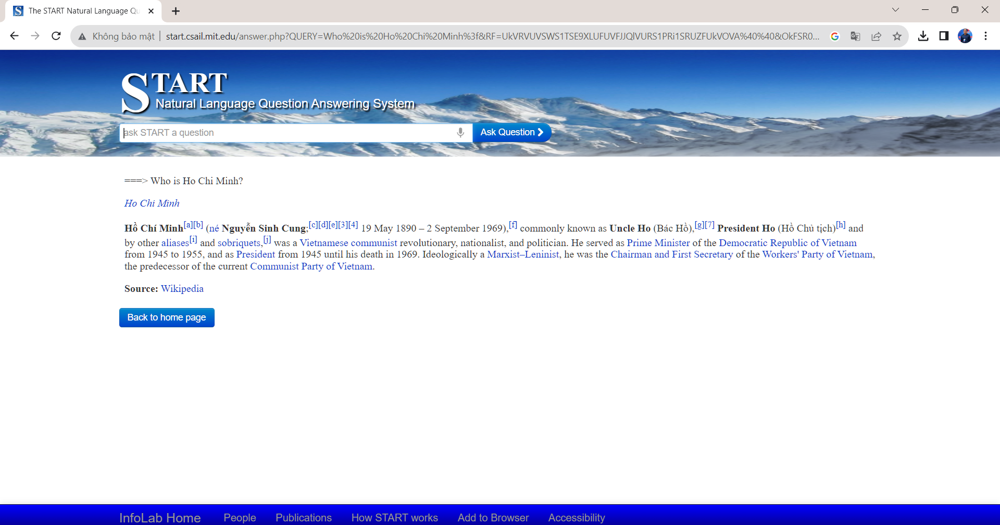 The START Natural Language Qu
Không bảo mật
start.csail.mit.edu/answer.php?QUERY=Who%20is%20Ho%20Chi%20Minh%3f&RF=UkVRVUVSWS1TSE9XLUFUVFJJQlVURS1PRi1SRUZFUkVOVA%40%40&OkFSR0...
START
Natural Language Question Answering System
ask START a question
Ask Question
===> Who is Ho Chi Minh?
Ho Chi Minh
Hồ Chí Minh[a][b] (né Nguyễn Sinh Cung;[c][d][e][3][4] 19 May 1890 – 2 September 1969),[f] commonly known as Uncle Ho (Bác Hồ),[g][7] President Ho (Hồ Chủ tịch)[h] and
by other aliases[i] and sobriquets,[j] was a Vietnamese communist revolutionary, nationalist, and politician. He served as Prime Minister of the Democratic Republic of Vietnam
from 1945 to 1955, and as President from 1945 until his death in 1969. Ideologically a Marxist–Leninist, he was the Chairman and First Secretary of the Workers' Party of Vietnam,
the predecessor of the current Communist Party of Vietnam.
Source: Wikipedia
Back to home page
InfoLab Home People Publications How START works Add to Browser Accessibility